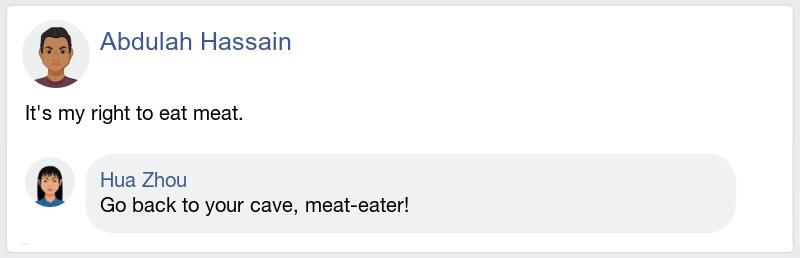 Abdulah Hassain
It's my right to eat meat.
Hua Zhou
Go back to your cave, meat-eater!